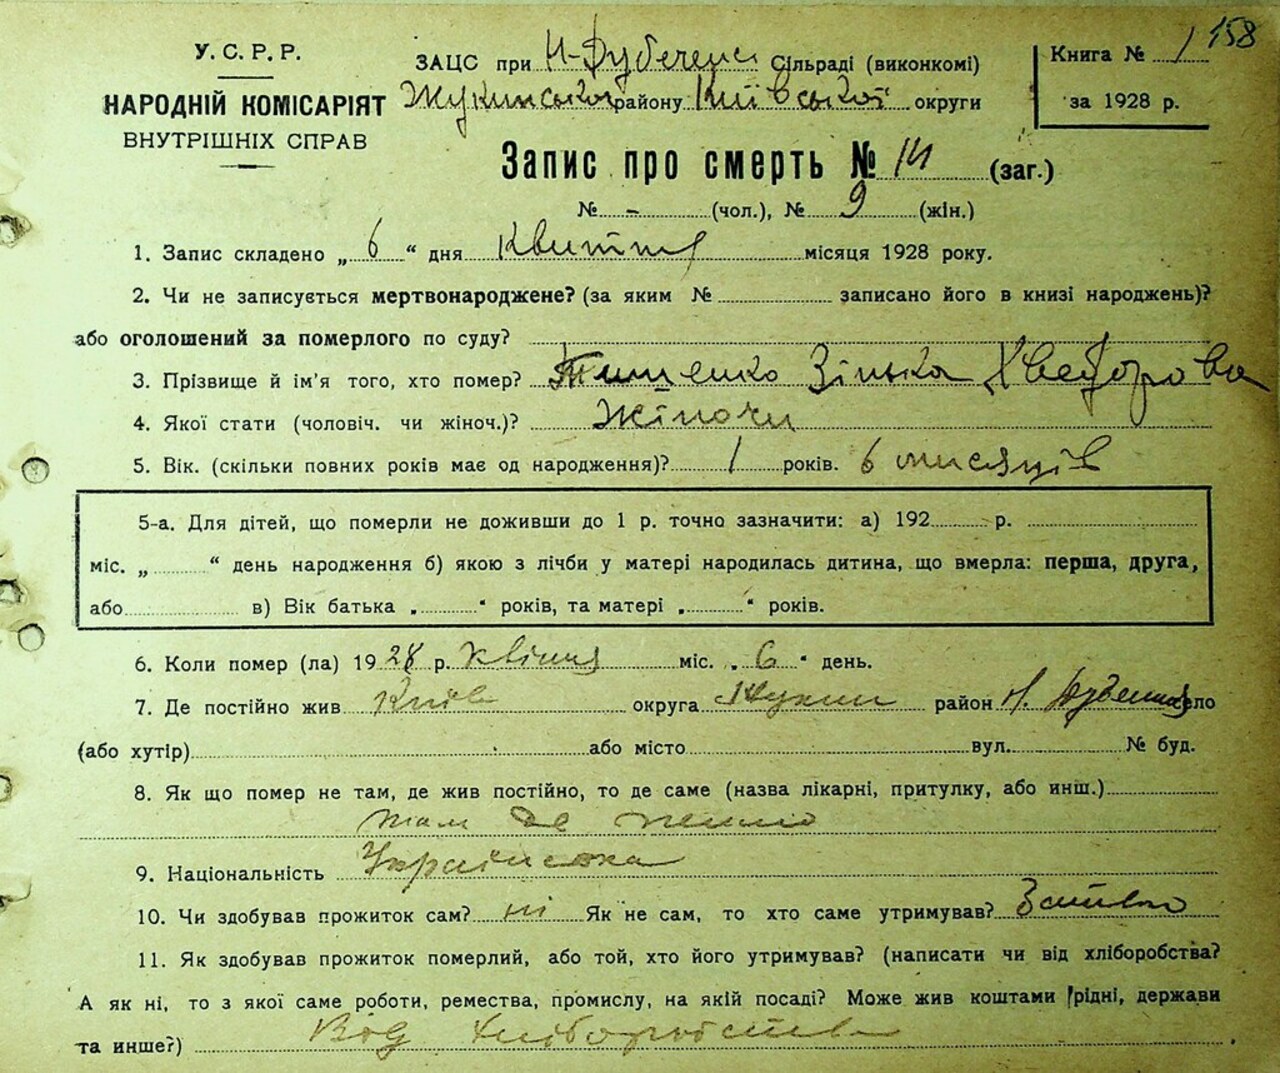 158
У. С. Р. Р.
НАРОДНІЙ КОМІСАРІЯТ
ВНУТРІШНІХ СПРАВ
ЗАЦС при Н-Дубечен Сільраді (виконкомі)
Жукинського району Київської округи
Книга № 1
за 1928 р.
Запис про смерть № 14 (заг.)
№ - (чол.), № 9 (жін.)
1. Запис складено „ 6 “ дня Квитня місяця 1928 року.
2. Чи не записується мертвонароджене? (за яким № записано його в книзі народжень)?
або оголошений за померлого по суду?
3. Прізвище й ім'я того, хто помер? Зінька Хведорова
4. Якої стати (чоловіч. чи жіноч.)? Жіночи
5. Вік. (скільки повних років має од народження)? 1 років. 6 мисяців
5-а. Для дітей, що померли не доживши до 1 р. точно зазначити: а) 192 р.
міс. „ “ день народження б) якою з лічби у матері народилась дитина, що вмерла: перша, друга,
або в) Вік батька „ “ років, та матері „ “ років.
6. Коли помер (ла) 1928 р. квітня міс. „ 6 “ день.
7. Де постійно жив Київ округа Жукин район Н. село
(або хутір) або місто вул. № буд.
8. Як що помер не там, де жив постійно, то де саме (назва лікарні, притулку, або инш.)
там де
9. Національність Українська
10. Чи здобував прожиток сам? ні Як не сам, то хто саме утримував?
11. Як здобував прожиток померлий, або той, хто його утримував? (написати чи від хліборобства?
А як ні, то з якої саме роботи, ремества, промислу, на якій посаді? Може жив коштами рідні, держави
та инше?) Від хліборобства